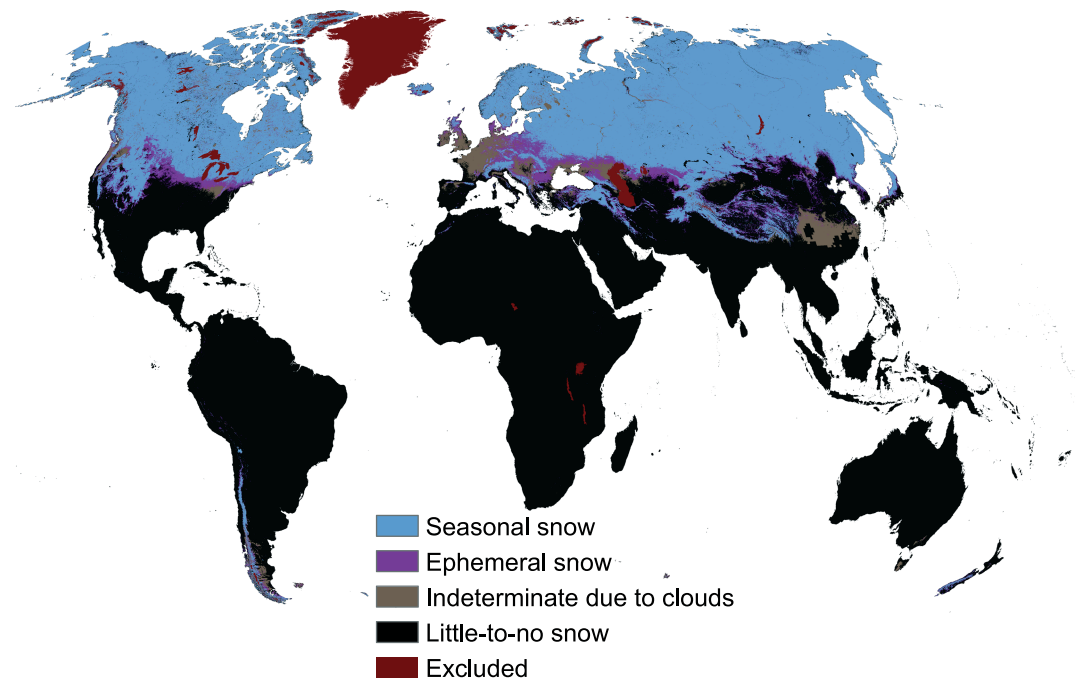 Seasonal snow
Ephemeral snow
Indeterminate due to clouds
Little-to-no snow
Excluded